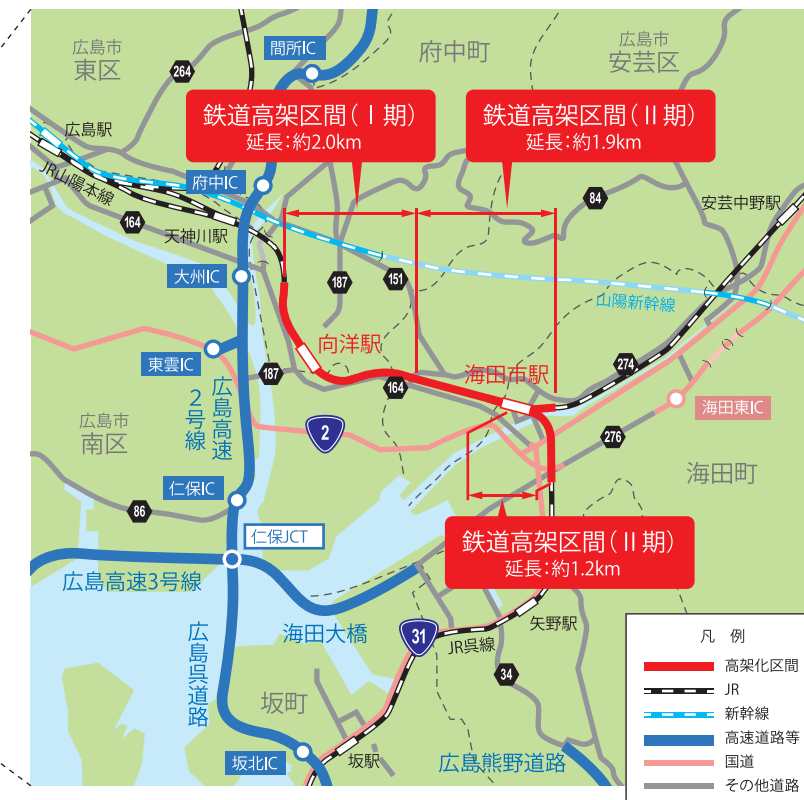 広島市
東区
264
間所IC
府中町
広島市
安芸区
鉄道高架区間(Ⅰ期)
延長:約2.0km
鉄道高架区間(II期)
延長:約1.9km
広島駅
JR山陽本線
府中IC
164
天神川駅
84
安芸中野駅
大州IC
187
151
山陽新幹線
向洋駅
東雲IC
187
164
海田市駅
274
広島高速
2号線
2
海田東IC
276
広島市
南区
海田町
仁保IC
86
仁保JCT
鉄道高架区間(II期)
延長:約1.2km
広島高速3号線
海田大橋
31
JR呉線
矢野駅
34
広島呉道路
坂町
坂北IC
坂駅
広島熊野道路
凡 例
高架化区間
JR
新幹線
高速道路等
国道
その他道路